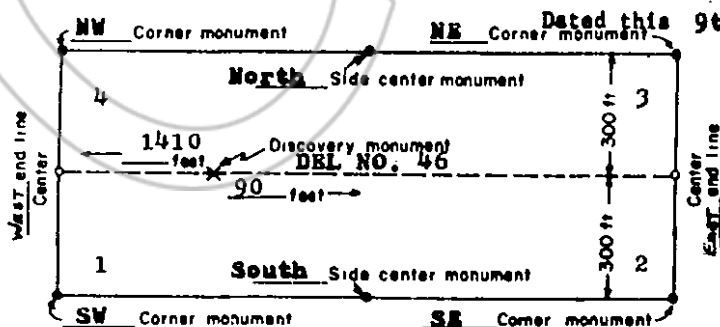 NW Corner monument NE Corner monument Dated this 9t
North Side center monument
4 3
300 ft
1410 feet
Discovery monument
DEL NO. 46
WEST end line
Center
Center
EAST end line
90 feet
300 ft
1 2
South Side center monument
SW Corner monument SE Corner monument